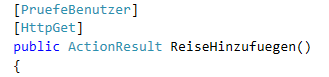 [PruefeBenutzer]
[HttpGet]
public ActionResult ReiseHinzufuegen()
{